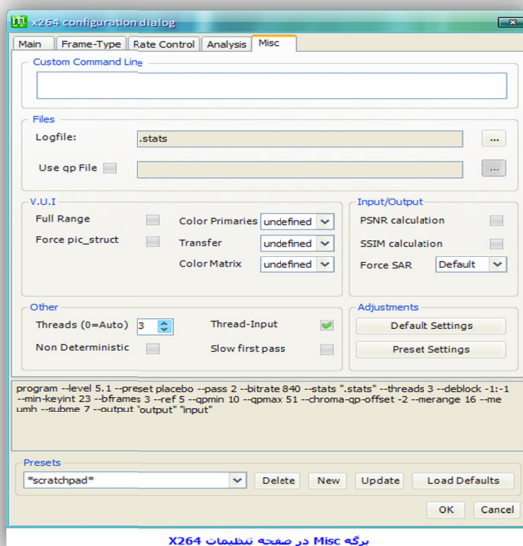 x264 configuration dialog
Main Frame-Type Rate Control Analysis Misc
Custom Command Line
Files
Logfile: .stats ...
Use qp File ...
V.U.I
Full Range
Force pic_struct
Color Primaries undefined
Transfer undefined
Color Matrix undefined
Input/Output
PSNR calculation
SSIM calculation
Force SAR Default
Other
Threads (0=Auto) 3
Thread-Input
Non Deterministic
Slow first pass
Adjustments
Default Settings
Preset Settings
program --level 5.1 --preset placebo --pass 2 --bitrate 840 --stats ".stats" --threads 3 --deblock -1:-1
--min-keyint 23 --bframes 3 --ref 5 --qpmin 10 --qpmax 51 --chroma-qp-offset -2 --merange 16 --me
umh --subme 7 --output "output" "input"
Presets
*scratchpad* Delete New Update Load Defaults
OK Cancel
برگه Misc در صفحه تنظیمات X264